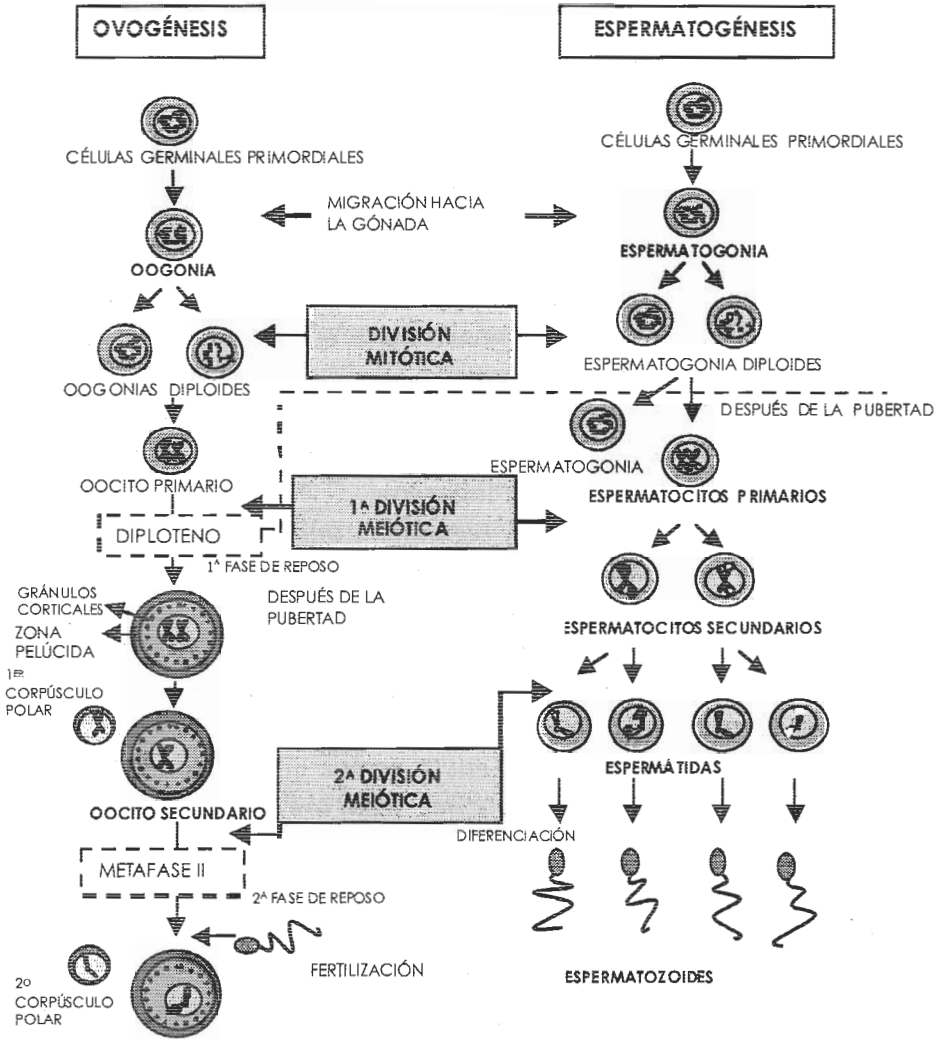 OVOGÉNESIS
ESPERMATOGÉNESIS
CÉLULAS GERMINALES PRIMORDIALES
CÉLULAS GERMINALES PRIMORDIALES
MIGRACIÓN HACIA
LA GÓNADA
OOGONIA
ESPERMATOGONIA
DIVISIÓN
MITÓTICA
OOGONIAS DIPLOIDES
ESPERMATOGONIA DIPLOIDES
DESPUÉS DE LA PUBERTAD
ESPERMATOGONIA
OOCITO PRIMARIO
ESPERMATOCITOS PRIMARIOS
1ª DIVISIÓN
MEIÓTICA
DIPLOTENO
1ª FASE DE REPOSO
GRÁNULOS
CORTICALES
DESPUÉS DE LA
PUBERTAD
ZONA
PELÚCIDA
ESPERMATOCITOS SECUNDARIOS
1ER
CORPÚSCULO
POLAR
ESPERMÁTIDAS
2ª DIVISIÓN
MEIÓTICA
OOCITO SECUNDARIO
DIFERENCIACIÓN
METAFASE II
2ª FASE DE REPOSO
FERTILIZACIÓN
ESPERMATOZOIDES
2º
CORPÚSCULO
POLAR